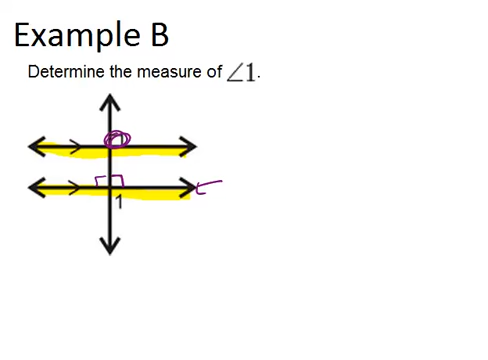 Example B
Determine the measure of ∠1.
1